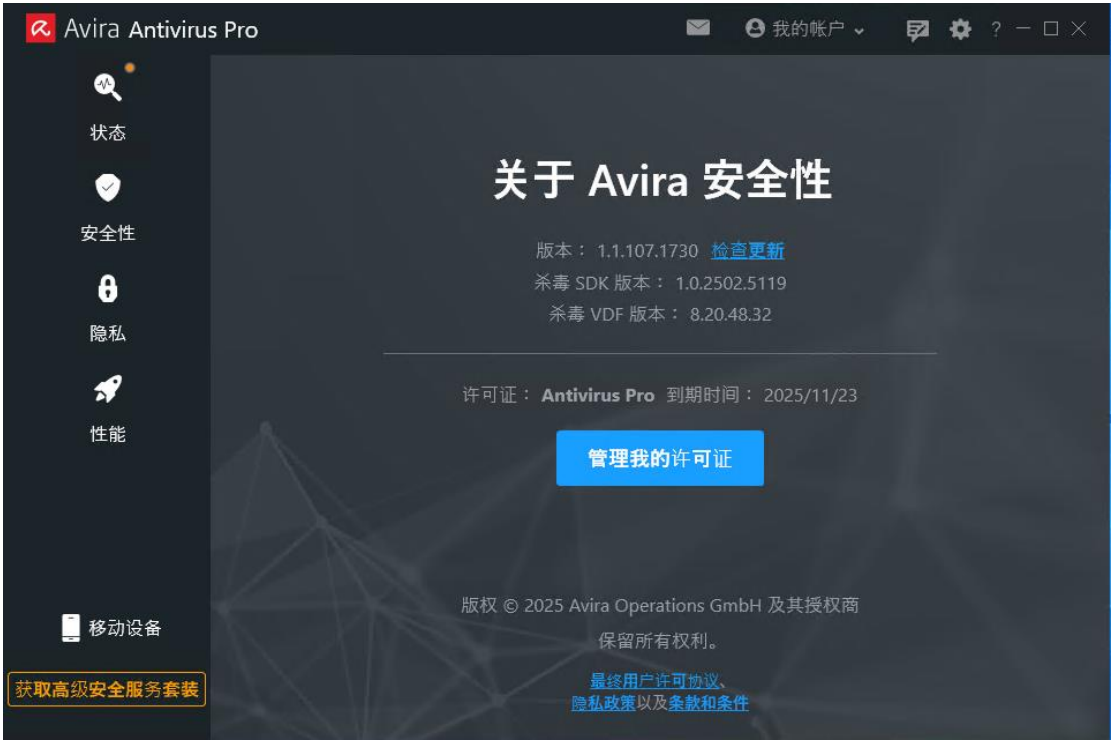 Avira Antivirus Pro
我的帐户
?
状态
安全性
隐私
性能
移动设备
获取高级安全服务套装
关于 Avira 安全性
版本： 1.1.107.1730 检查更新
杀毒 SDK 版本： 1.0.2502.5119
杀毒 VDF 版本： 8.20.48.32
许可证： Antivirus Pro 到期时间： 2025/11/23
管理我的许可证
版权 © 2025 Avira Operations GmbH 及其授权商
保留所有权利。
最终用户许可协议、
隐私政策以及条款和条件